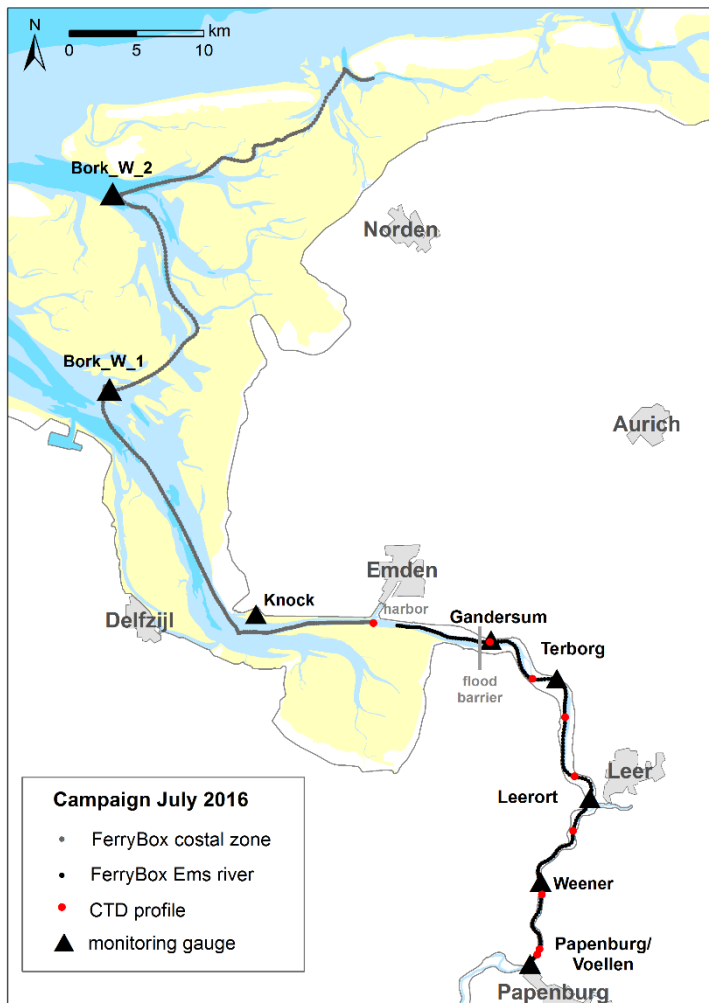 N
km
0 5 10
Bork_W_2
Norden
Bork_W_1
Aurich
Emden
Knock
harbor
Delfzijl
Gandersum
Terborg
flood
barrier
Leer
Leerort
Weener
Papenburg/
Voellen
Papenburg
Campaign July 2016
FerryBox costal zone
FerryBox Ems river
CTD profile
monitoring gauge